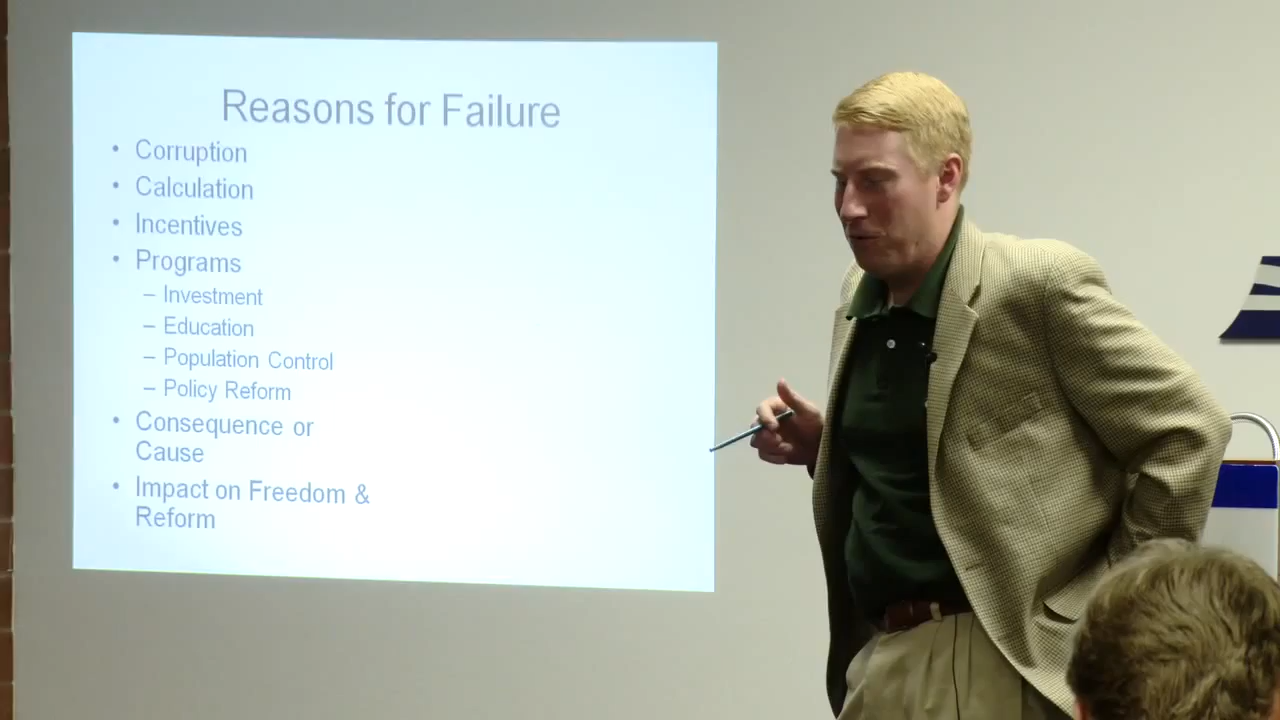 Reasons for Failure
• Corruption
• Calculation
• Incentives
• Programs
– Investment
– Education
– Population Control
– Policy Reform
• Consequence or
Cause
• Impact on Freedom &
Reform